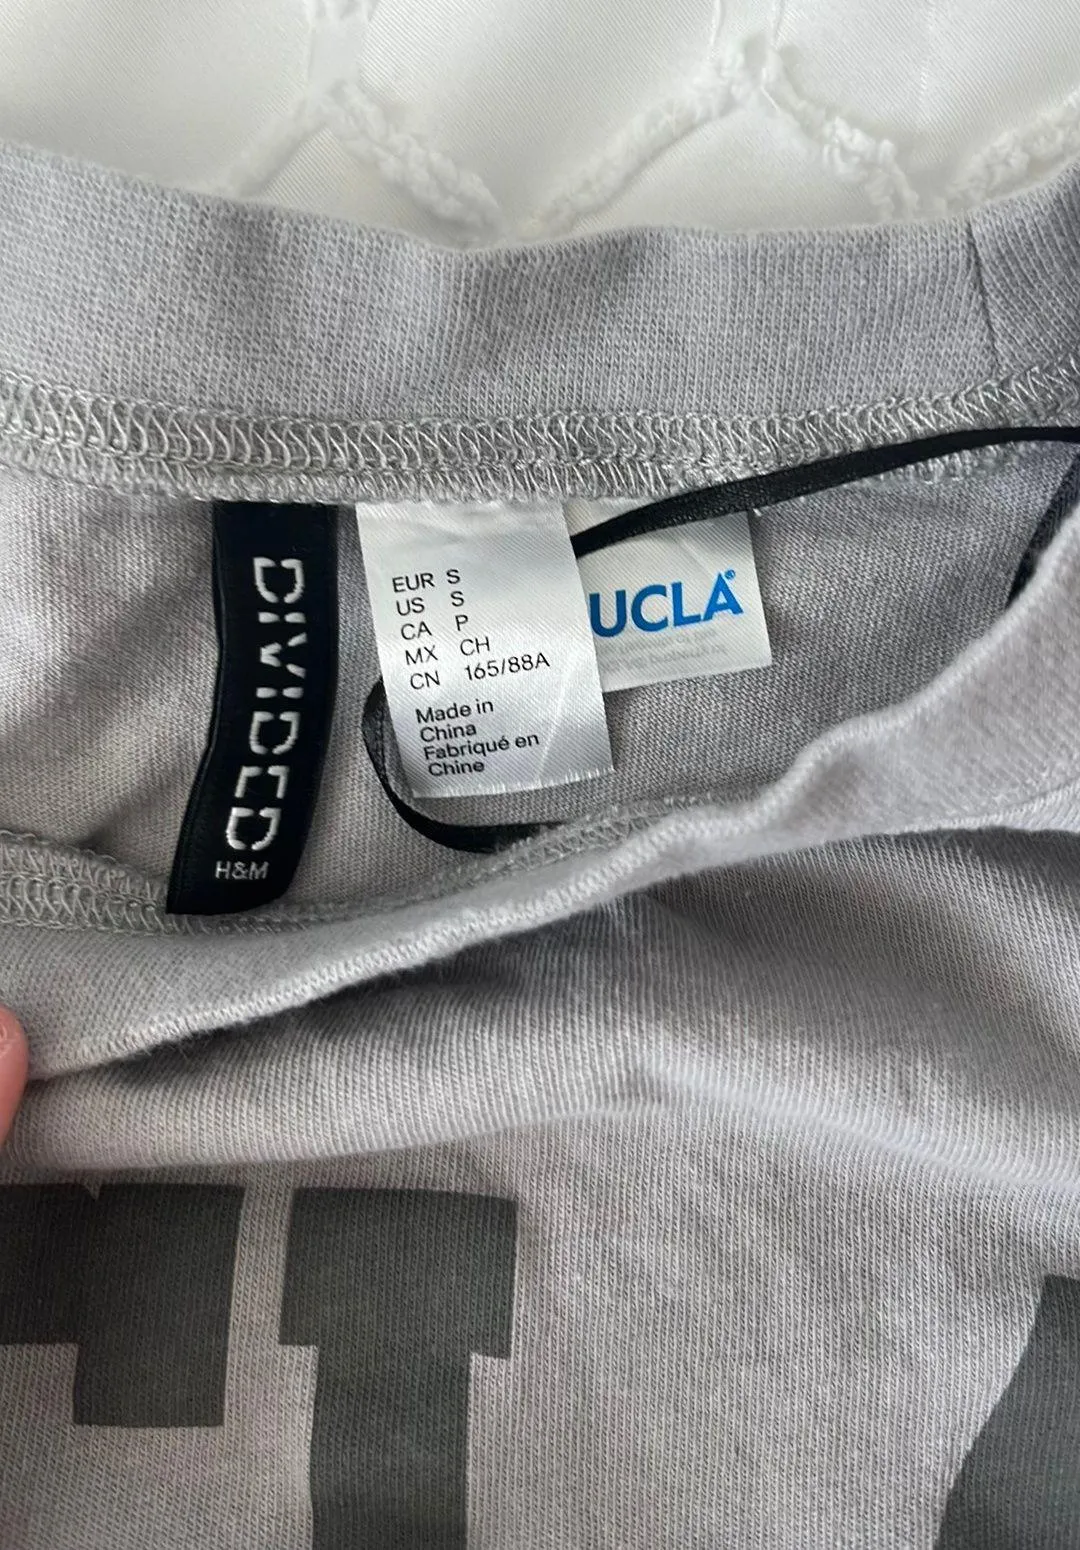 DIVIDED
H&M
EUR S
US S
CA P
MX CH
CN 165/88A
Made in
China
Fabriqué en
Chine
UCLA®